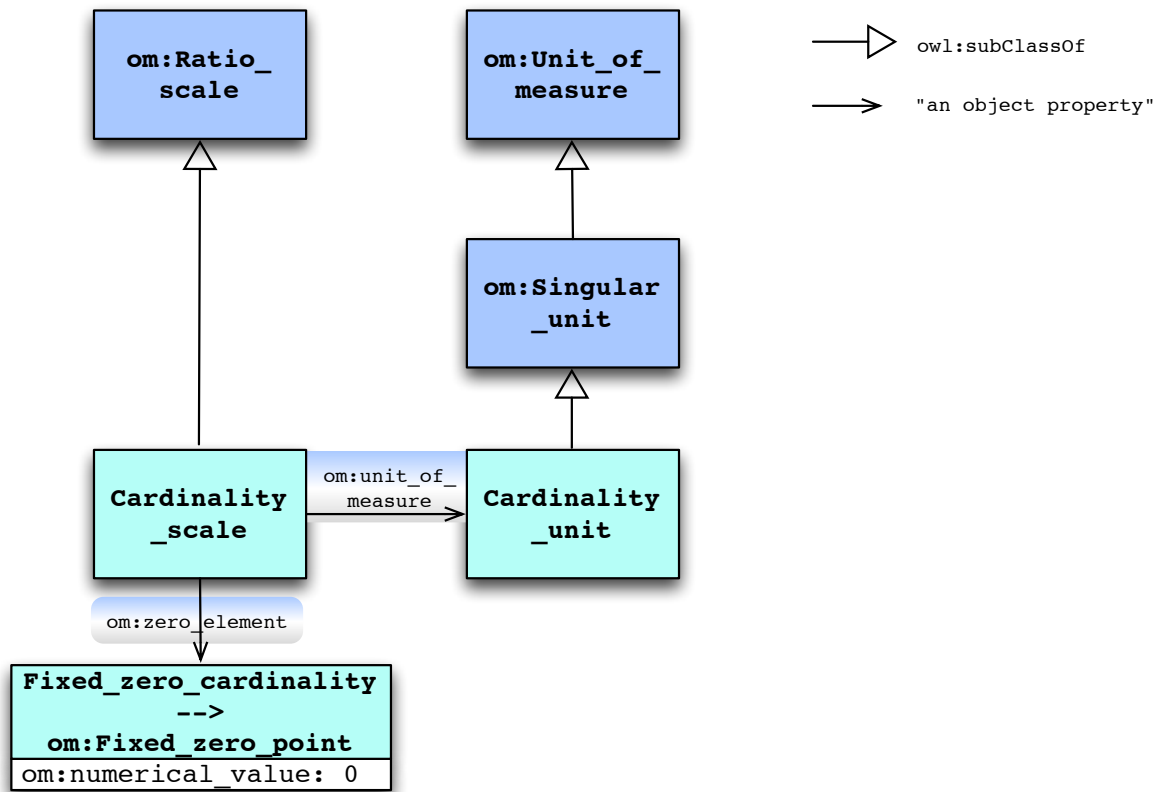 om:Ratio_
scale
om:Unit_of_
measure
owl:subClassOf
"an object property"
om:Singular
_unit
Cardinality
_scale
om:unit_of_
measure
Cardinality
_unit
om:zero_element
Fixed_zero_cardinality
-->
om:Fixed_zero_point
om:numerical_value: 0